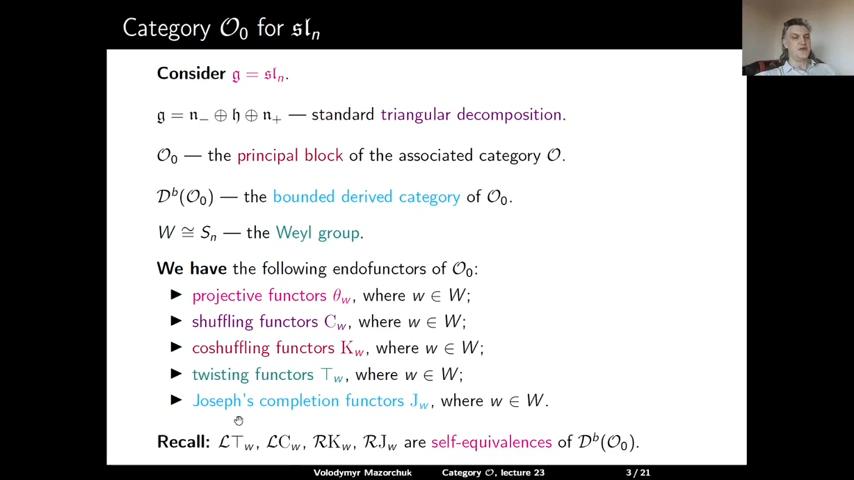 Category 𝒪₀ for 𝔰𝔩ₙ
Consider 𝔤 = 𝔰𝔩ₙ.
𝔤 = 𝔫₋ ⊕ 𝔥 ⊕ 𝔫₊ — standard triangular decomposition.
𝒪₀ — the principal block of the associated category 𝒪.
𝒟ᵇ(𝒪₀) — the bounded derived category of 𝒪₀.
W ≅ Sₙ — the Weyl group.
We have the following endofunctors of 𝒪₀:
▶ projective functors θ_w, where w ∈ W;
▶ shuffling functors C_w, where w ∈ W;
▶ coshuffling functors K_w, where w ∈ W;
▶ twisting functors ⊤_w, where w ∈ W;
▶ Joseph's completion functors J_w, where w ∈ W.
Recall: ℒ⊤_w, ℒC_w, ℛK_w, ℛJ_w are self-equivalences of 𝒟ᵇ(𝒪₀).
Volodymyr Mazorchuk Category 𝒪, lecture 23 3 / 21